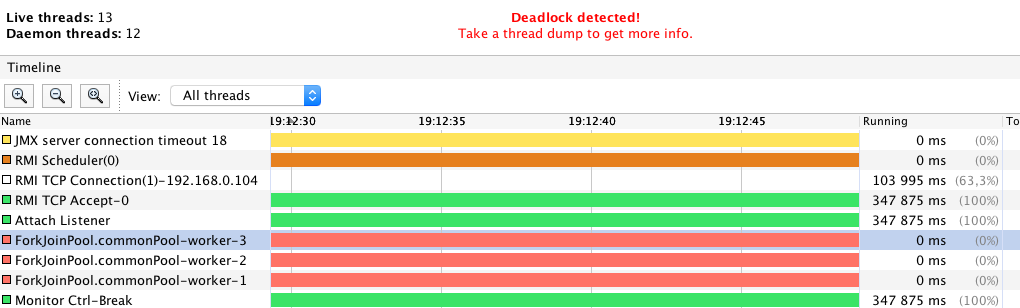 Live threads: 13
Daemon threads: 12
Deadlock detected!
Take a thread dump to get more info.
Timeline
View: All threads
Name 19:12:30 19:12:35 19:12:40 19:12:45 Running To
JMX server connection timeout 18 0 ms (0%)
RMI Scheduler(0) 0 ms (0%)
RMI TCP Connection(1)-192.168.0.104 103 995 ms (63,3%)
RMI TCP Accept-0 347 875 ms (100%)
Attach Listener 347 875 ms (100%)
ForkJoinPool.commonPool-worker-3 0 ms (0%)
ForkJoinPool.commonPool-worker-2 0 ms (0%)
ForkJoinPool.commonPool-worker-1 0 ms (0%)
Monitor Ctrl-Break 347 875 ms (100%)